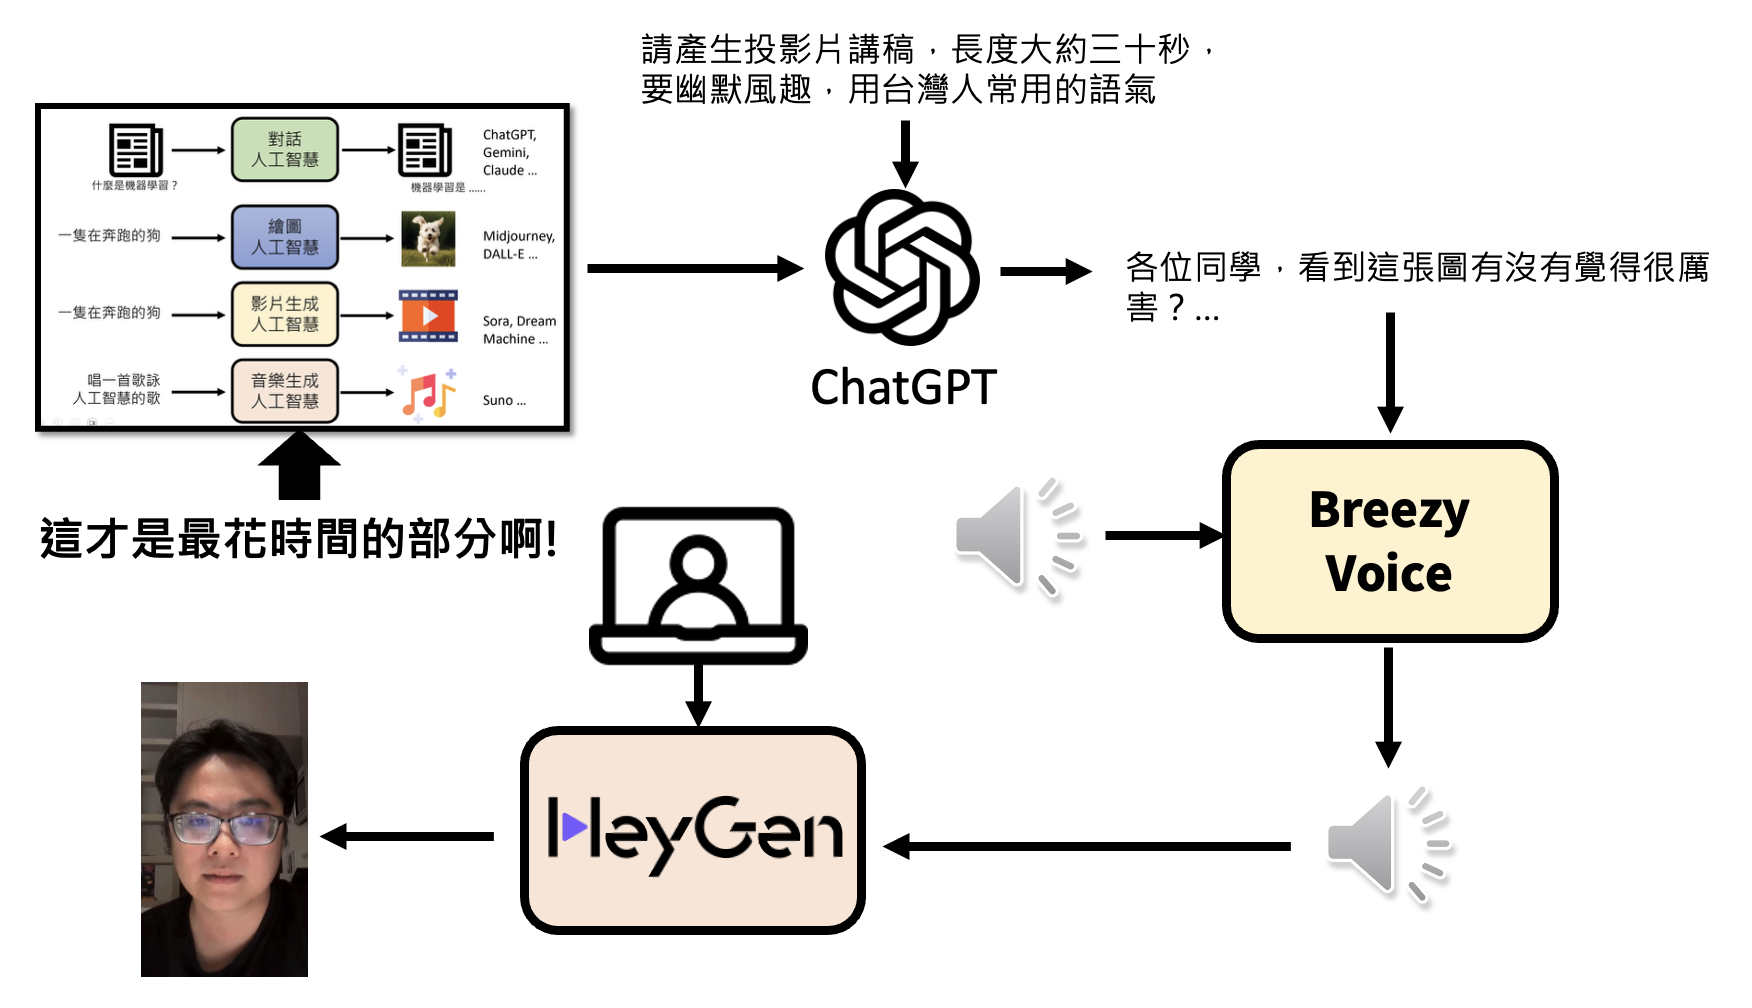 請產生投影片講稿，長度大約三十秒，
要幽默風趣，用台灣人常用的語氣
對話
人工智慧
ChatGPT,
Gemini,
Claude ...
什麼是機器學習？
機器學習是 ......
一隻在奔跑的狗
繪圖
人工智慧
Midjourney,
DALL-E ...
一隻在奔跑的狗
影片生成
人工智慧
Sora, Dream
Machine ...
唱一首歌詠
人工智慧的歌
音樂生成
人工智慧
Suno ...
ChatGPT
各位同學，看到這張圖有沒有覺得很厲
害？...
這才是最花時間的部分啊!
Breezy
Voice
HeyGen